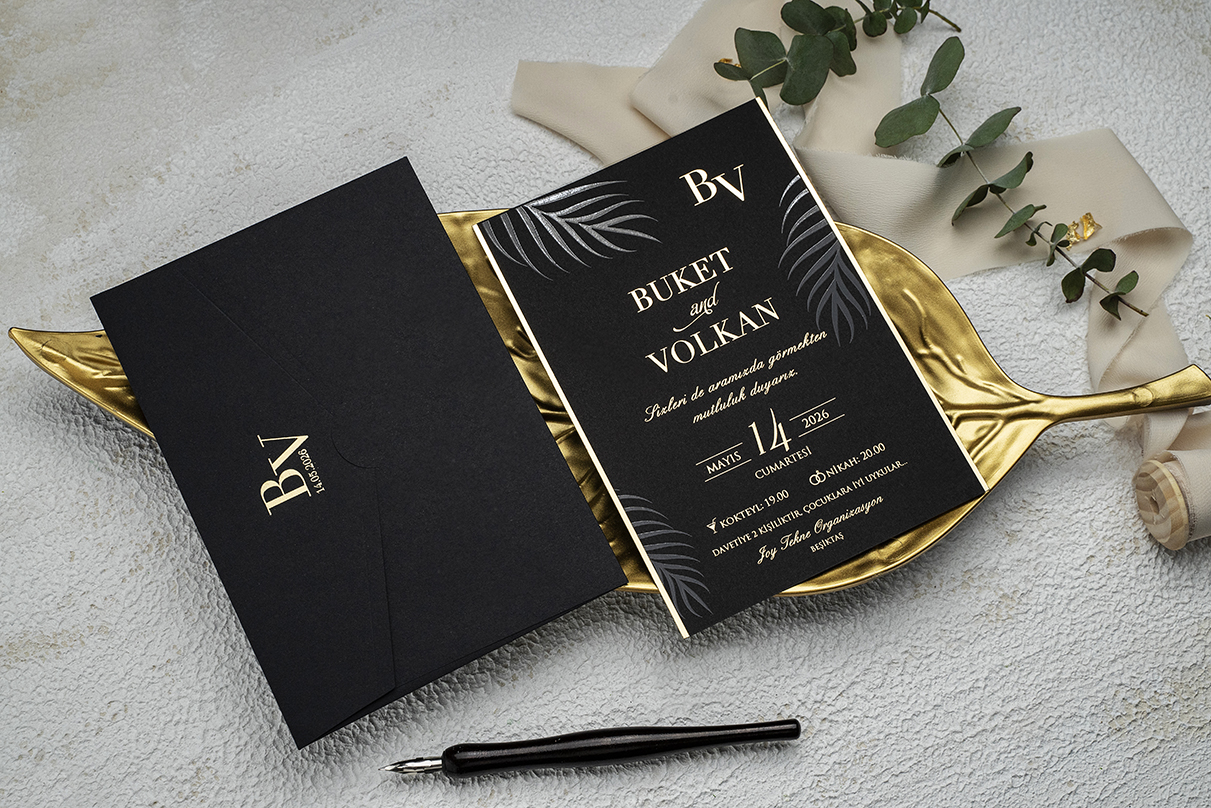 BV
14.05.2026
BV
BUKET
and
VOLKAN
Sizleri de aramızda görmekten
mutluluk duyarız.
MAYIS 14 2026
CUMARTESİ
KOKTEYL: 19.00 NİKAH: 20.00
DAVETİYE 2 KİŞİLİKTİR, ÇOCUKLARA İYİ UYKULAR...
Joy Tekne Organizasyon
BEŞİKTAŞ